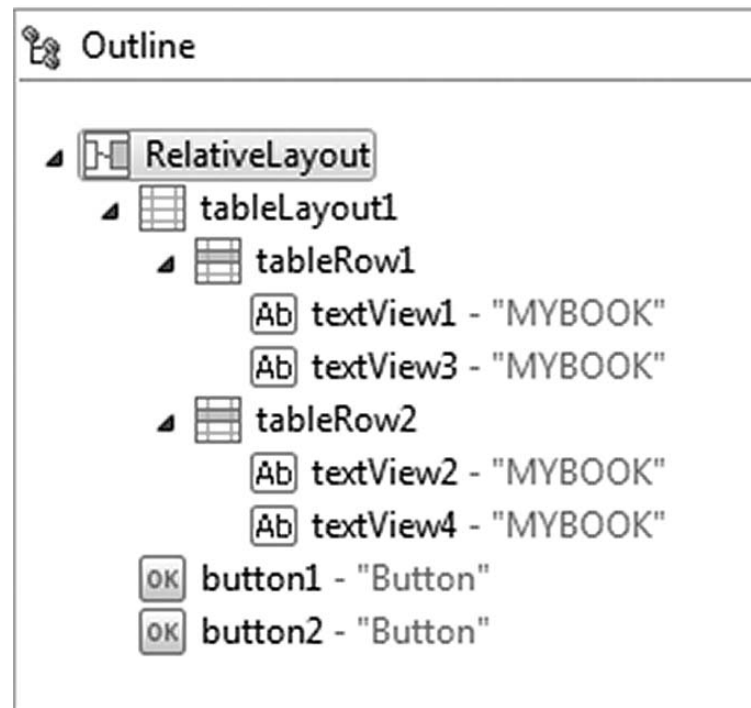 Outline
RelativeLayout
tableLayout1
tableRow1
Ab textView1 - "MYBOOK"
Ab textView3 - "MYBOOK"
tableRow2
Ab textView2 - "MYBOOK"
Ab textView4 - "MYBOOK"
OK button1 - "Button"
OK button2 - "Button"